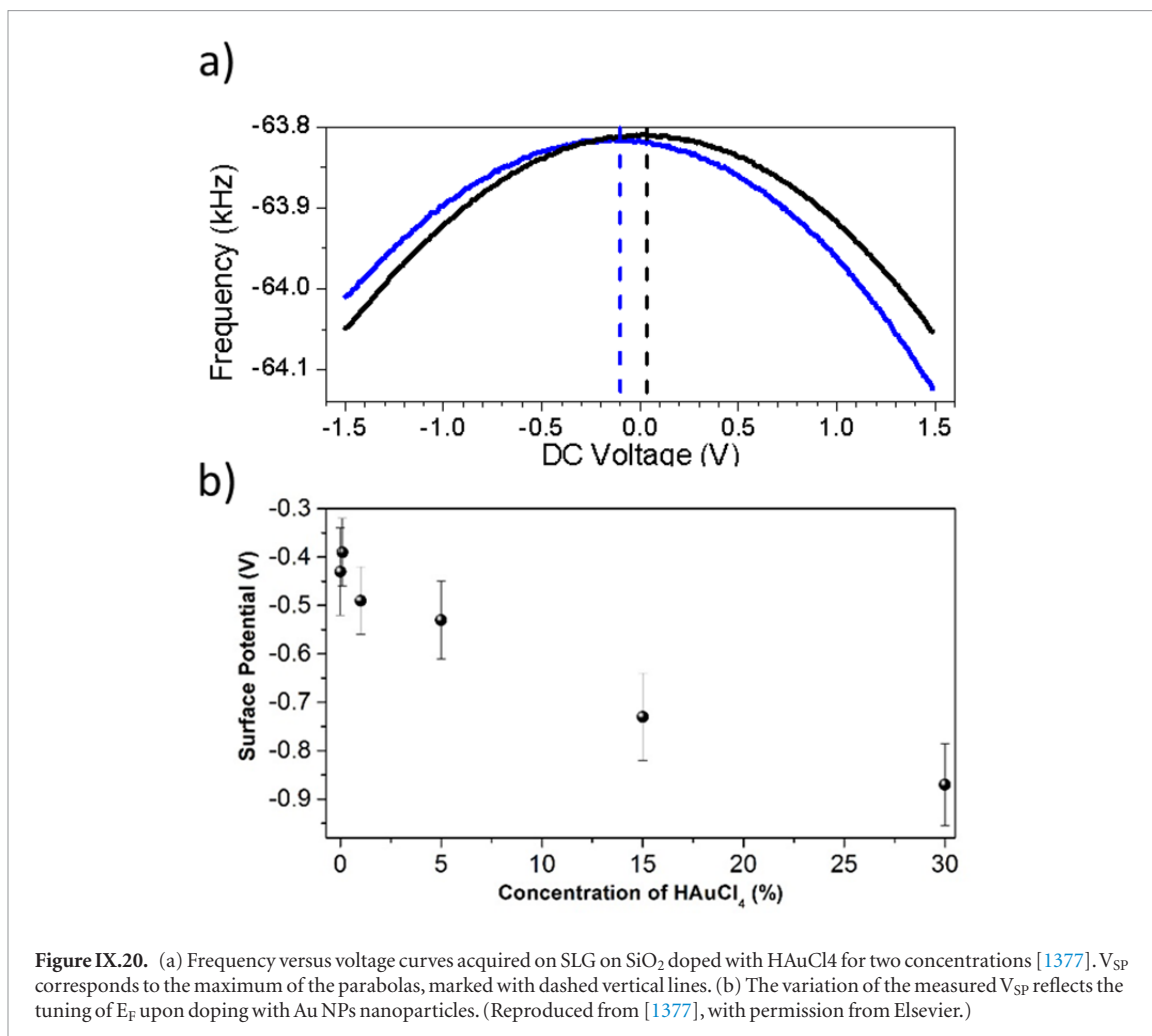 a)
-63.8
-63.9
-64.0
-64.1
Frequency (kHz)
-1.5 -1.0 -0.5 0.0 0.5 1.0 1.5
DC Voltage (V)
b)
-0.3
-0.4
-0.5
-0.6
-0.7
-0.8
-0.9
Surface Potential (V)
0 5 10 15 20 25 30
Concentration of HAuCl₄ (%)
Figure IX.20. (a) Frequency versus voltage curves acquired on SLG on SiO₂ doped with HAuCl4 for two concentrations [1377]. V_SP
corresponds to the maximum of the parabolas, marked with dashed vertical lines. (b) The variation of the measured V_SP reflects the
tuning of E_F upon doping with Au NPs nanoparticles. (Reproduced from [1377], with permission from Elsevier.)